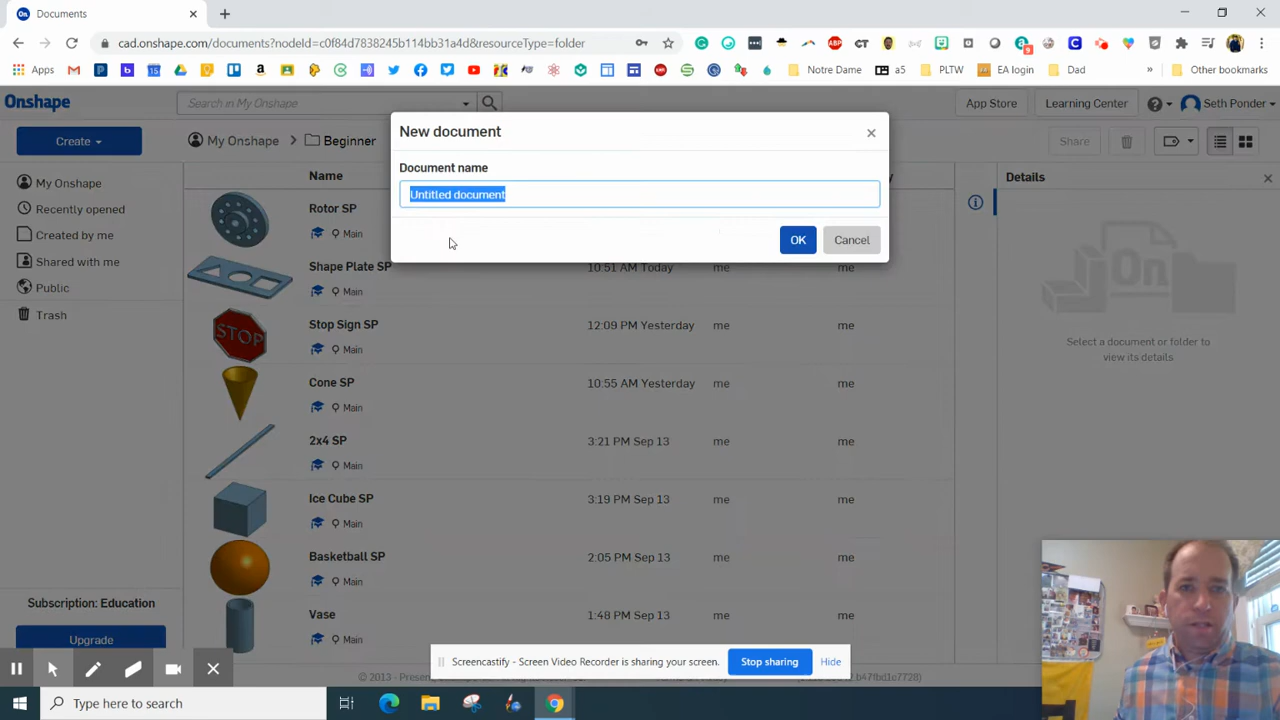 Documents
cad.onshape.com/documents?nodeId=c0f84d7838245b114bb31a4d&resourceType=folder
Apps
Notre Dame
a5
PLTW
EA login
Dad
Other bookmarks
Onshape
Search in My Onshape
App Store
Learning Center
Seth Ponder
Create
My Onshape
Beginner
Share
New document
Document name
Untitled document
OK
Cancel
My Onshape
Recently opened
Created by me
Shared with me
Public
Trash
Name
Details
Rotor SP
Main
Shape Plate SP
10:51 AM Today
me
me
Main
Stop Sign SP
12:09 PM Yesterday
me
me
Main
STOP
Cone SP
10:55 AM Yesterday
me
me
Main
2x4 SP
3:21 PM Sep 13
me
me
Main
Ice Cube SP
3:19 PM Sep 13
me
me
Main
Basketball SP
2:05 PM Sep 13
me
me
Main
Vase
1:48 PM Sep 13
me
me
Main
On
Select a document or folder to
view its details
Subscription: Education
Upgrade
Screencastify - Screen Video Recorder is sharing your screen.
Stop sharing
Hide
© 2013 - Present,
Type here to search